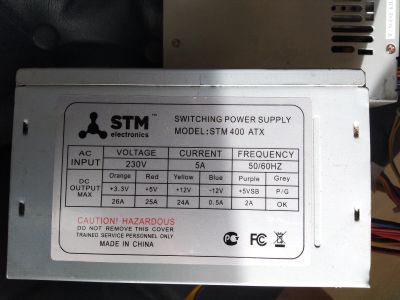 STM™
electronics
SWITCHING POWER SUPPLY
MODEL:STM 400 ATX
AC INPUT VOLTAGE CURRENT FREQUENCY
230V 5A 50/60HZ
DC OUTPUT MAX Orange Red Yellow Blue Purple Grey
+3.3V +5V +12V -12V +5VSB P/G
26A 25A 24A 0.5A 2A OK
CAUTION! HAZARDOUS
DO NOT REMOVE THIS COVER
TRAINED SERVICE PERSONNEL ONLY
MADE IN CHINA
FC CE